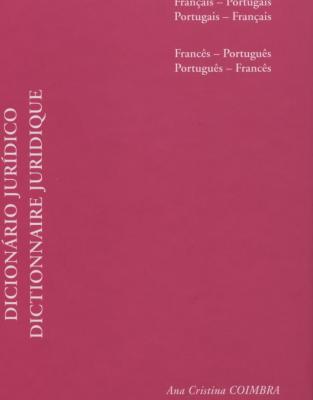 Français – Portugais
Portugais – Français
Francês – Português
Português – Francês
DICIONÁRIO JURÍDICO
DICTIONNAIRE JURIDIQUE
Ana Cristina COIMBRA